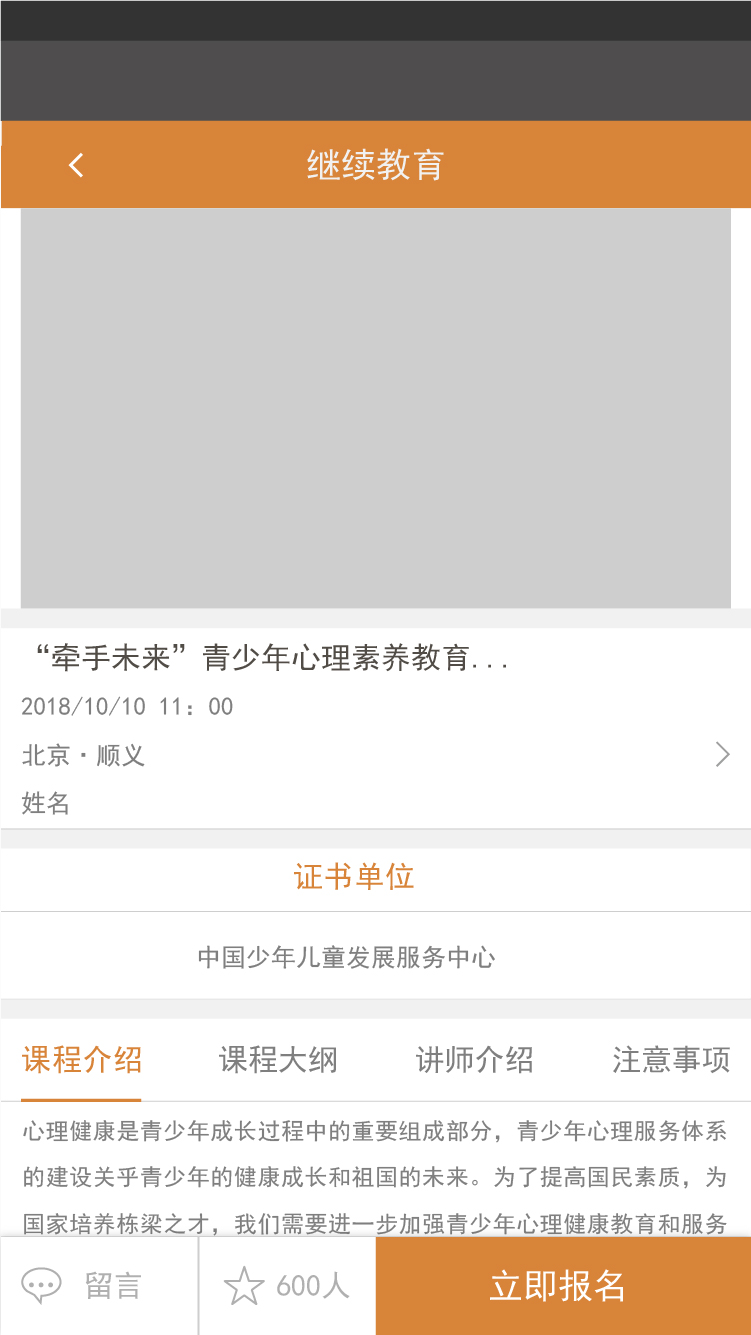 继续教育
“牵手未来”青少年心理素养教育...
2018/10/10 11：00
北京·顺义
姓名
证书单位
中国少年儿童发展服务中心
课程介绍 课程大纲 讲师介绍 注意事项
心理健康是青少年成长过程中的重要组成部分，青少年心理服务体系
的建设关乎青少年的健康成长和祖国的未来。为了提高国民素质，为
国家培养栋梁之才，我们需要进一步加强青少年心理健康教育和服务
留言 600人 立即报名